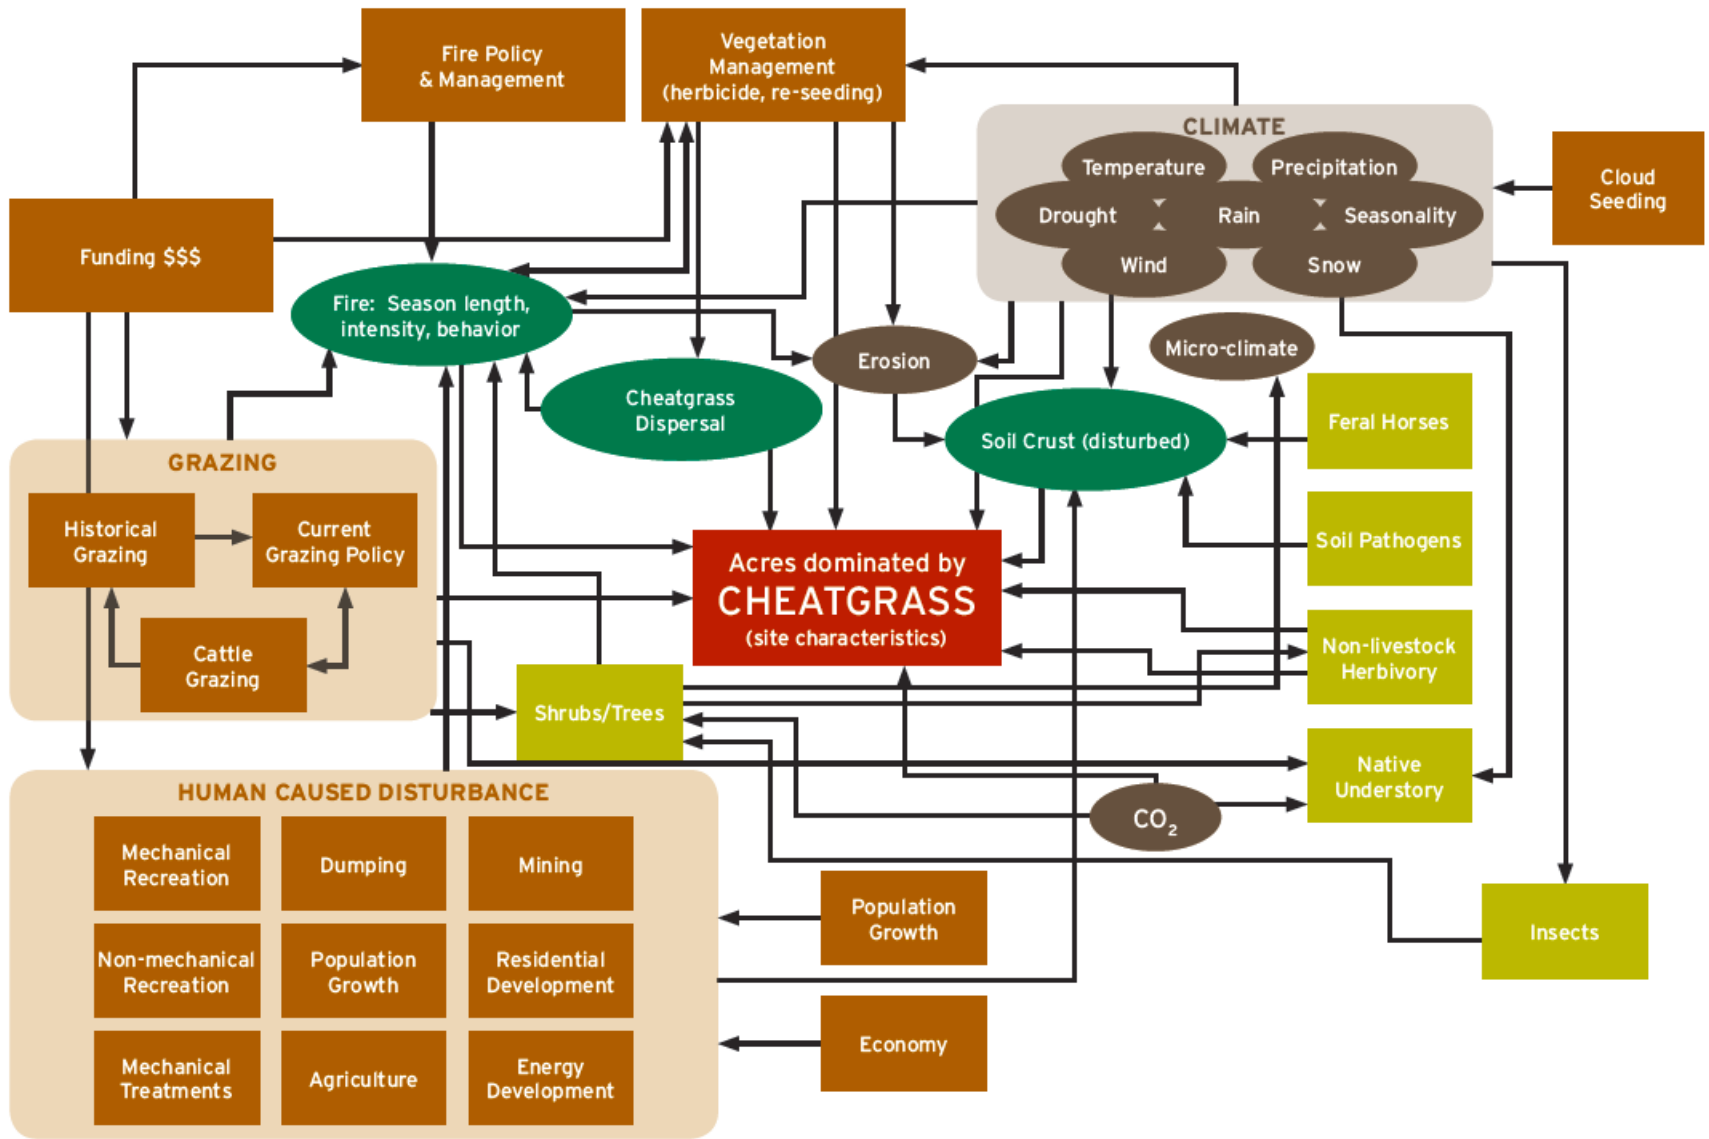 Fire Policy
& Management
Vegetation
Management
(herbicide, re-seeding)
CLIMATE
Temperature
Precipitation
Drought
Rain
Seasonality
Wind
Snow
Cloud
Seeding
Funding $$$
Fire: Season length,
intensity, behavior
Erosion
Micro-climate
Cheatgrass
Dispersal
Soil Crust (disturbed)
Feral Horses
GRAZING
Historical
Grazing
Current
Grazing Policy
Cattle
Grazing
Acres dominated by
CHEATGRASS
(site characteristics)
Soil Pathogens
Non-livestock
Herbivory
Shrubs/Trees
Native
Understory
CO2
HUMAN CAUSED DISTURBANCE
Mechanical
Recreation
Dumping
Mining
Non-mechanical
Recreation
Population
Growth
Residential
Development
Mechanical
Treatments
Agriculture
Energy
Development
Population
Growth
Economy
Insects